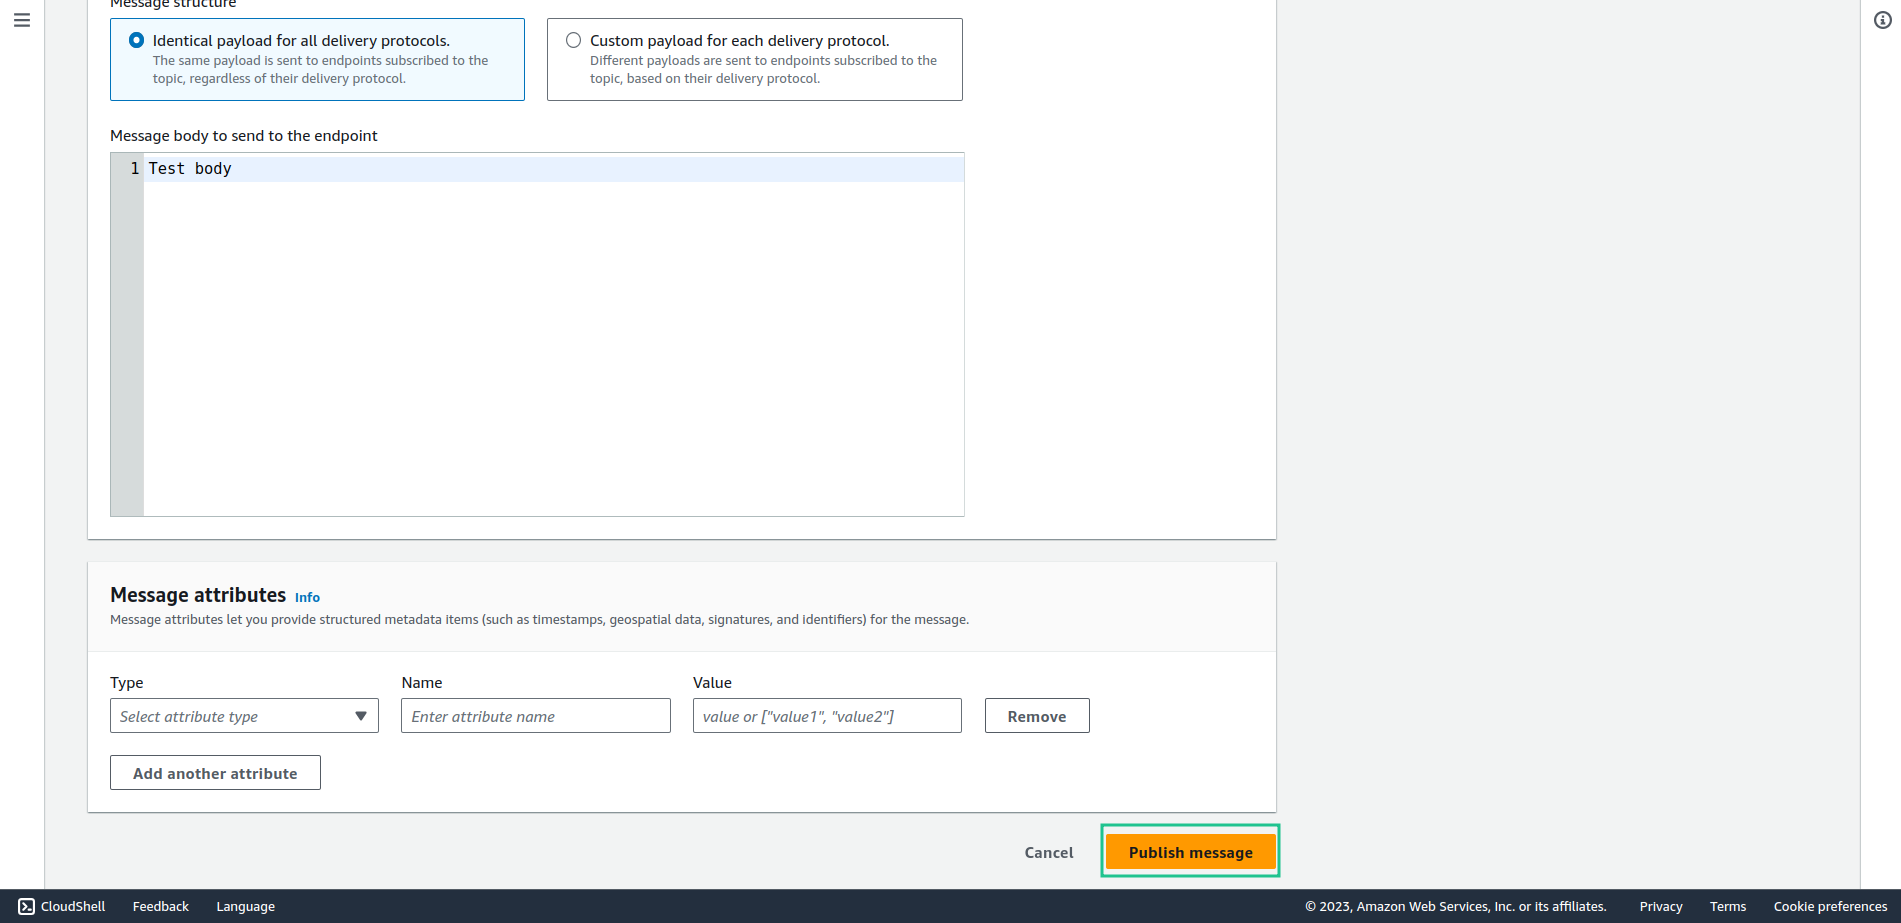 Message structure
Identical payload for all delivery protocols.
The same payload is sent to endpoints subscribed to the
topic, regardless of their delivery protocol.
Custom payload for each delivery protocol.
Different payloads are sent to endpoints subscribed to the
topic, based on their delivery protocol.
Message body to send to the endpoint
1 Test body
Message attributes Info
Message attributes let you provide structured metadata items (such as timestamps, geospatial data, signatures, and identifiers) for the message.
Type Name Value
Select attribute type Enter attribute name value or ["value1", "value2"] Remove
Add another attribute
Cancel Publish message
CloudShell Feedback Language © 2023, Amazon Web Services, Inc. or its affiliates. Privacy Terms Cookie preferences